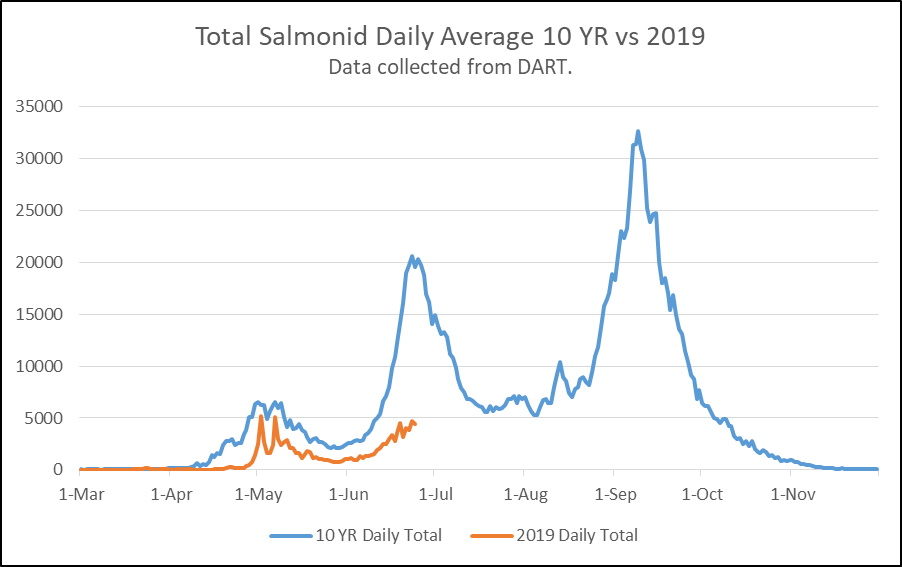 Total Salmonid Daily Average 10 YR vs 2019
Data collected from DART.
35000
30000
25000
20000
15000
10000
5000
0
1-Mar 1-Apr 1-May 1-Jun 1-Jul 1-Aug 1-Sep 1-Oct 1-Nov
10 YR Daily Total 2019 Daily Total